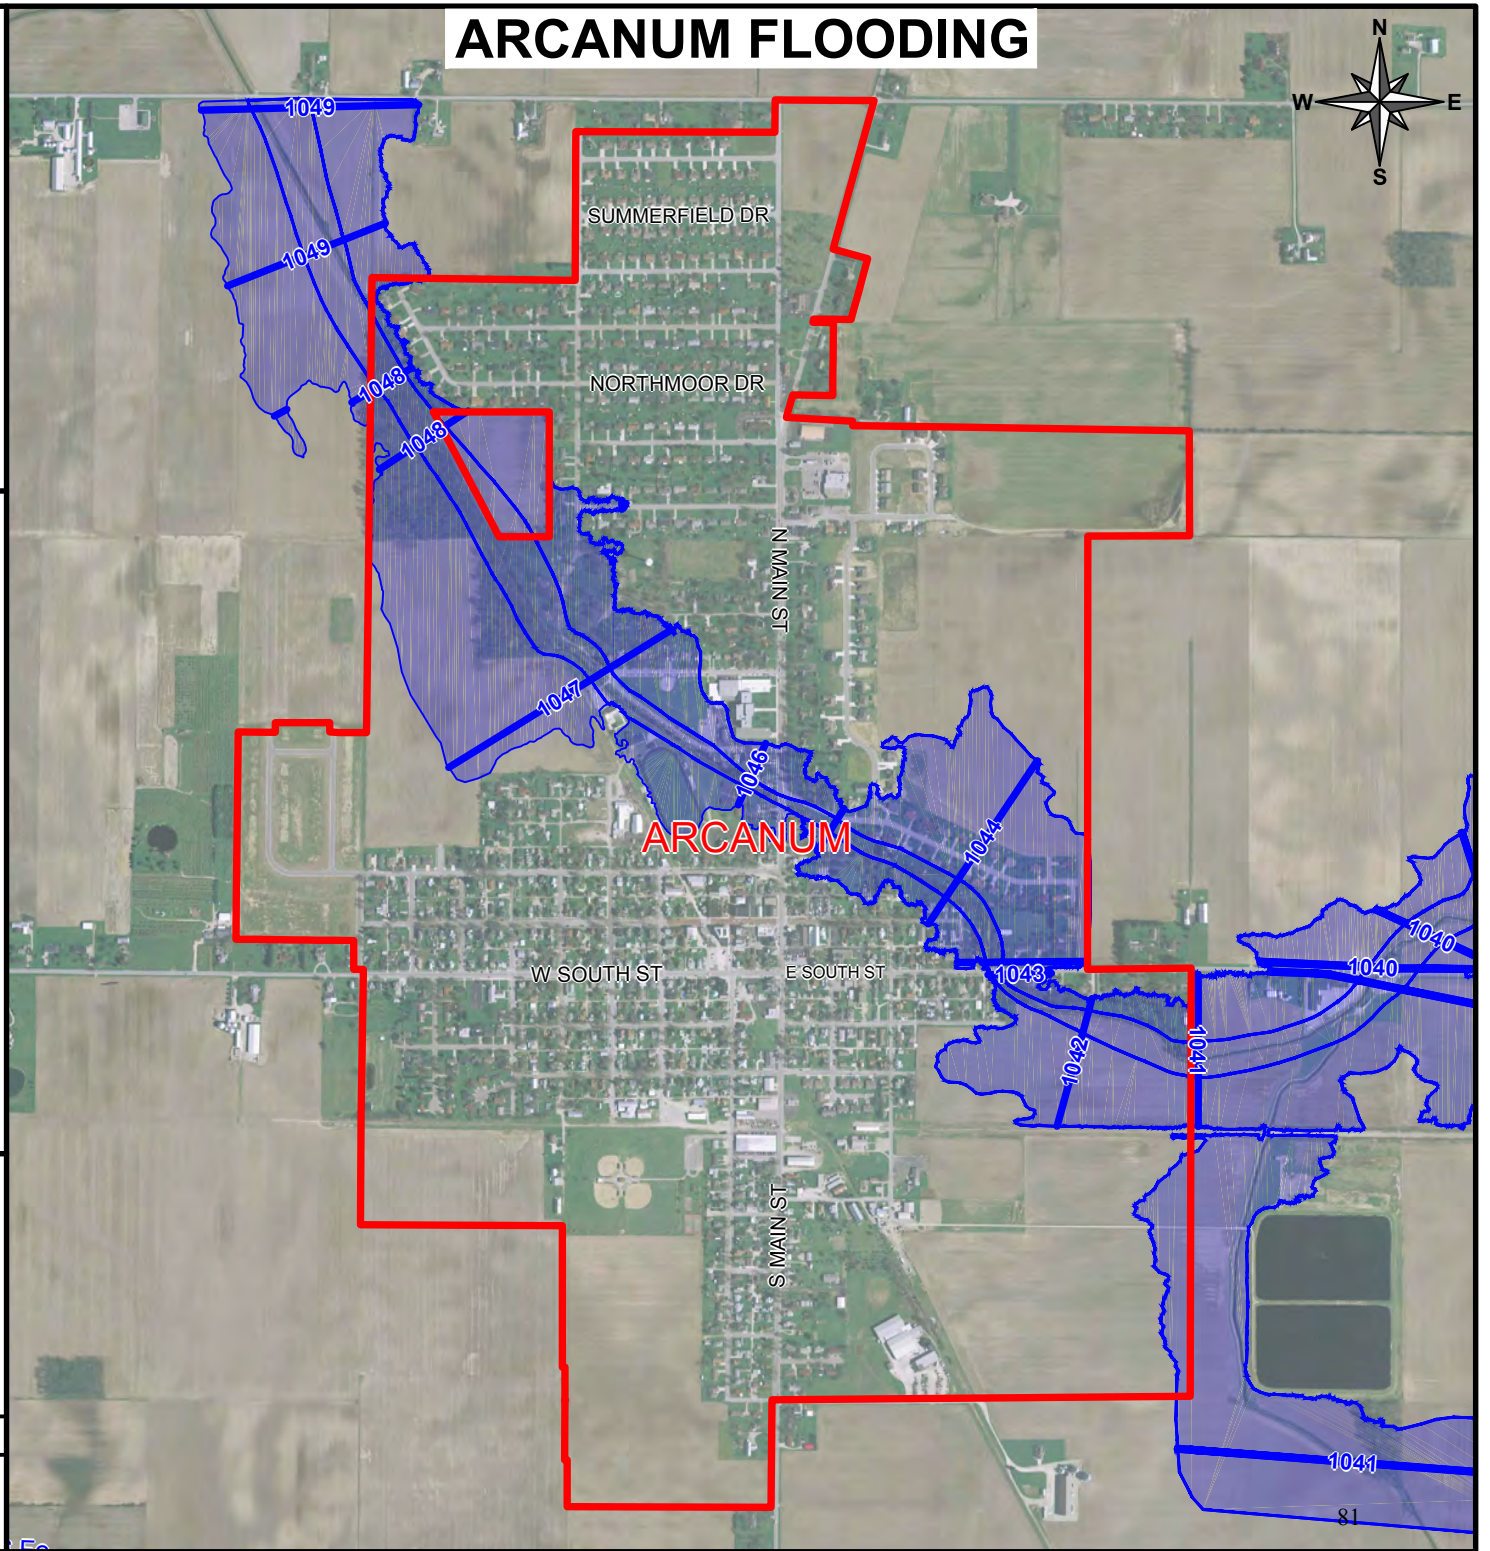 ARCANUM FLOODING
N
W E
S
1049
SUMMERFIELD DR
1049
1048
NORTHMOOR DR
1048
N MAIN ST
1047
1046
ARCANUM
1044
1040
W SOUTH ST
E SOUTH ST
1043
1040
1042
1041
S MAIN ST
1041
81